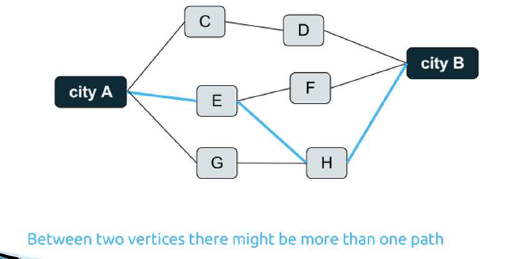 C
D
city B
city A
E
F
G
H
Between two vertices there might be more than one path